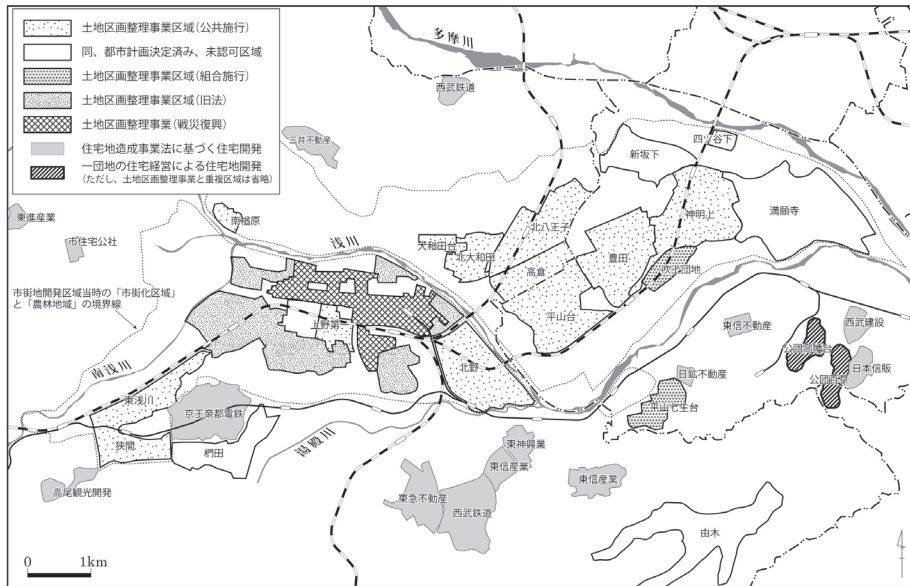 土地区画整理事業区域(公共施行)
同、都市計画決定済み、未認可区域
土地区画整理事業区域(組合施行)
土地区画整理事業区域(旧法)
土地区画整理事業(戦災復興)
住宅地造成事業法に基づく住宅開発
一団地の住宅経営による住宅地開発
(ただし、土地区画整理事業と重複区域は省略)
多摩川
西武鉄道
三井不動産
四ツ谷下
新坂下
東進産業
市住宅公社
南楢原
浅川
大和田台
北大和田
北八王子
高倉
豊田
神明上
満願寺
吹上団地
平山台
市街地開発区域当時の「市街化区域」
と「農林地域」の境界線
上野第一
南浅川
北野
東信不動産
西武建設
日本信販
日鉱不動産
平山七生台
東浅川
京王帝都電鉄
狭間
椚田
湯殿川
高尾観光開発
東神興業
東信産業
東急不動産
西武鉄道
東信産業
由木
0 1km